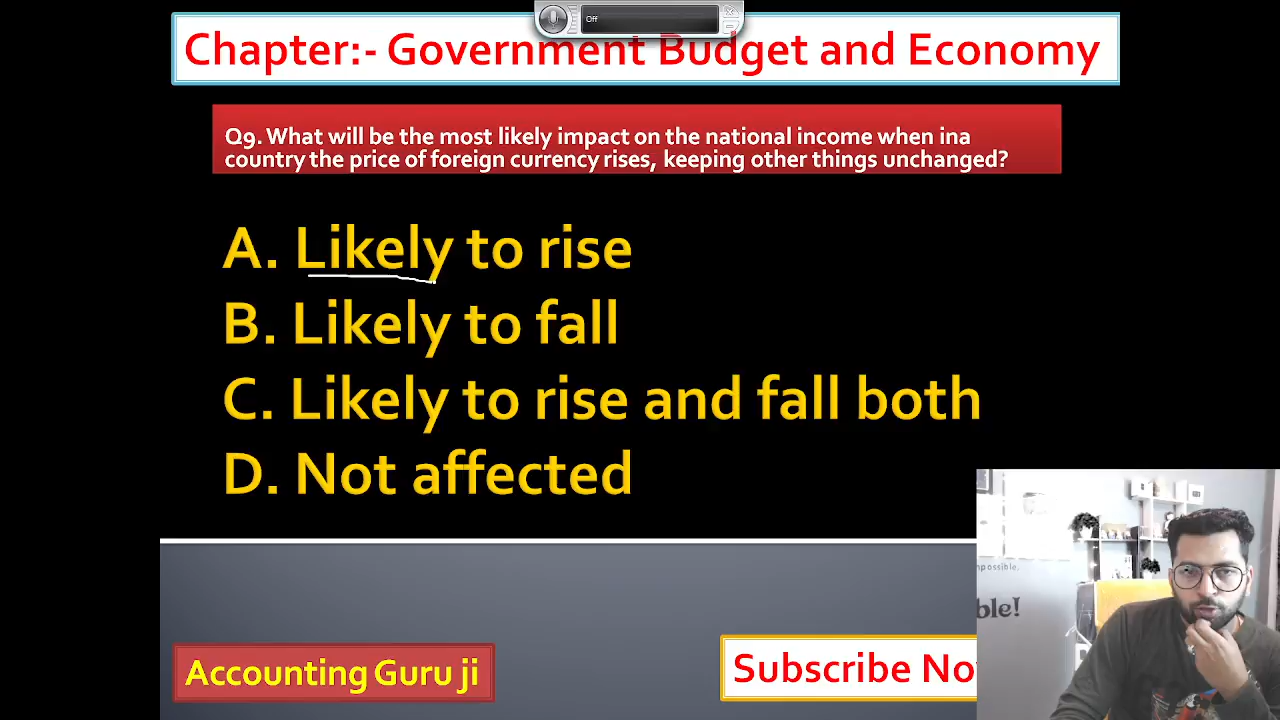 Off
Chapter:- Government Budget and Economy
Q9. What will be the most likely impact on the national income when ina
country the price of foreign currency rises, keeping other things unchanged?
A. Likely to rise
B. Likely to fall
C. Likely to rise and fall both
D. Not affected
mpossible.
ble!
Accounting Guru ji
Subscribe No